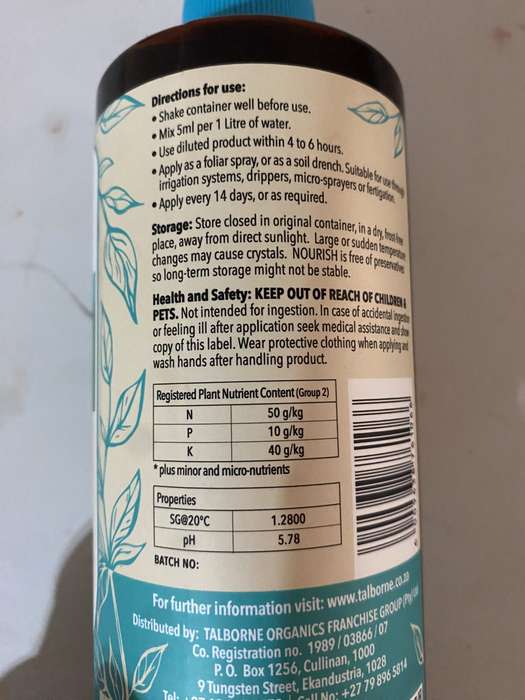 Directions for use:
• Shake container well before use.
• Mix 5ml per 1 Litre of water.
• Use diluted product within 4 to 6 hours.
• Apply as a foliar spray, or as a soil drench. Suitable for use through
irrigation systems, drippers, micro-sprayers or fertigation.
• Apply every 14 days, or as required.
Storage: Store closed in original container, in a dry, frost free
place, away from direct sunlight. Large or sudden temperature
changes may cause crystals. NOURISH is free of preservatives
so long-term storage might not be stable.
Health and Safety: KEEP OUT OF REACH OF CHILDREN &
PETS. Not intended for ingestion. In case of accidental ingestion
or feeling ill after application seek medical assistance and show
copy of this label. Wear protective clothing when applying and
wash hands after handling product.
Registered Plant Nutrient Content (Group 2)
N 50 g/kg
P 10 g/kg
K 40 g/kg
* plus minor and micro-nutrients
Properties
SG@20°C 1.2800
pH 5.78
BATCH NO:
For further information visit: www.talborne.co.za
Distributed by: TALBORNE ORGANICS FRANCHISE GROUP (Pty) Ltd
Co. Registration no. 1989 / 03866 / 07
P. O. Box 1256, Cullinan, 1000
9 Tungsten Street, Ekandustria, 1028
Cell No: +27 79 896 5814